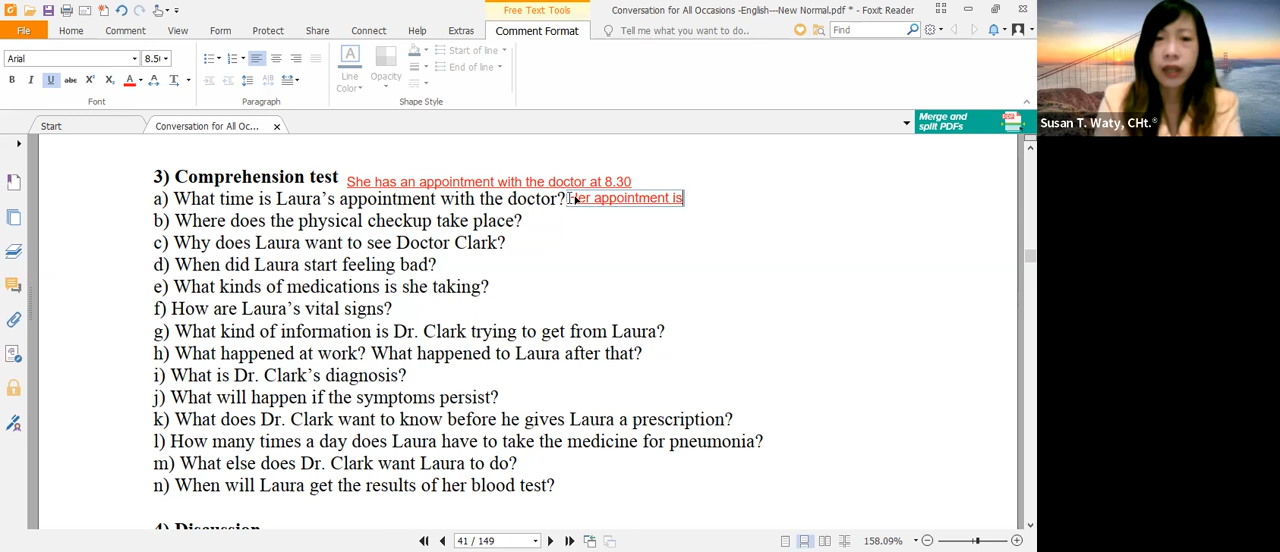 Free Text Tools
Conversation for All Occasions -English---New Normal.pdf * - Foxit Reader
File
Home
Comment
View
Form
Protect
Share
Connect
Help
Extras
Comment Format
Tell me what you want to do..
Find
Arial
8.5
Font
Paragraph
Line Color
Opacity
Start of line
End of line
Shape Style
Start
Conversation for All Oc...
Merge and
split PDFs
Susan T. Waty, CHt.®
3) Comprehension test
She has an appointment with the doctor at 8.30
a) What time is Laura's appointment with the doctor? Her appointment is
b) Where does the physical checkup take place?
c) Why does Laura want to see Doctor Clark?
d) When did Laura start feeling bad?
e) What kinds of medications is she taking?
f) How are Laura's vital signs?
g) What kind of information is Dr. Clark trying to get from Laura?
h) What happened at work? What happened to Laura after that?
i) What is Dr. Clark's diagnosis?
j) What will happen if the symptoms persist?
k) What does Dr. Clark want to know before he gives Laura a prescription?
l) How many times a day does Laura have to take the medicine for pneumonia?
m) What else does Dr. Clark want Laura to do?
n) When will Laura get the results of her blood test?
4) Discussion
41 / 149
158.09%